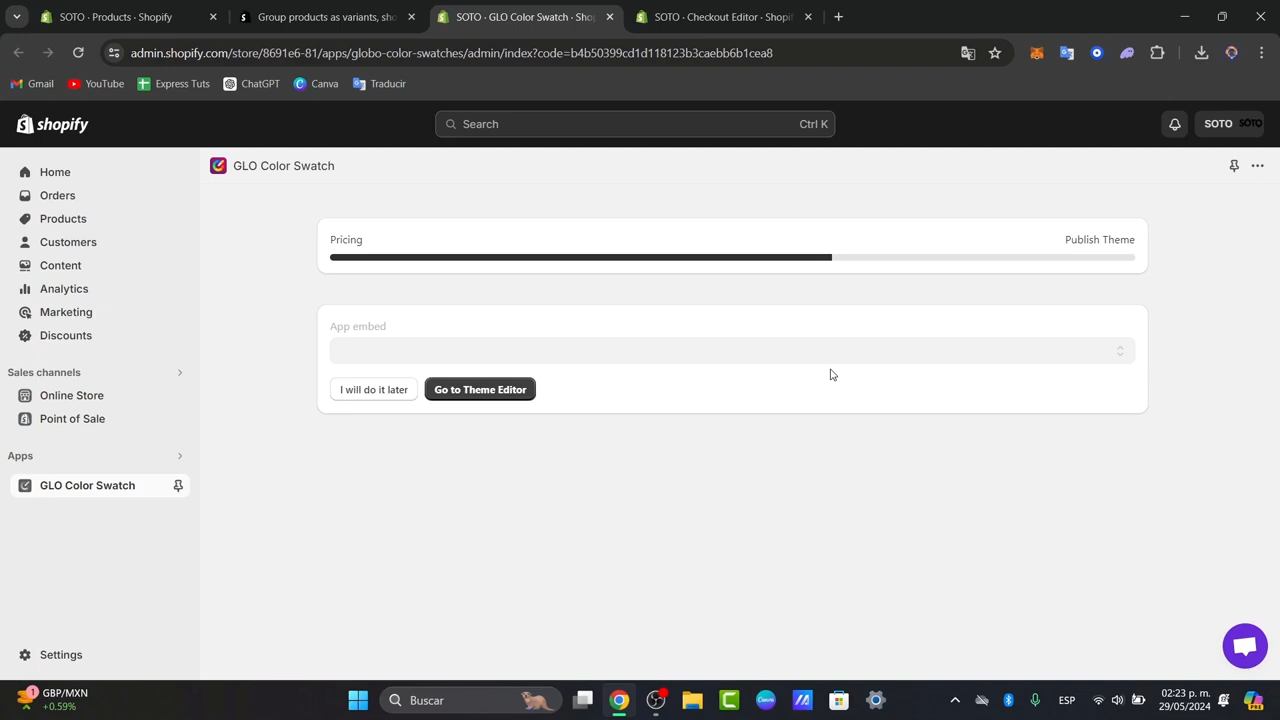 SOTO · Products · Shopify
Group products as variants, sho
SOTO · GLO Color Swatch · Shop
SOTO · Checkout Editor · Shopif
admin.shopify.com/store/8691e6-81/apps/globo-color-swatches/admin/index?code=b4b50399cd1d118123b3caebb6b1cea8
Gmail
YouTube
Express Tuts
ChatGPT
Canva
Traducir
shopify
Search
Ctrl K
SOTO
SOTO
Home
Orders
Products
Customers
Content
Analytics
Marketing
Discounts
Sales channels
Online Store
Point of Sale
Apps
GLO Color Swatch
Settings
GLO Color Swatch
Pricing
Publish Theme
App embed
I will do it later
Go to Theme Editor
1
GBP/MXN
+0.59%
Buscar
ESP
02:23 p. m.
29/05/2024